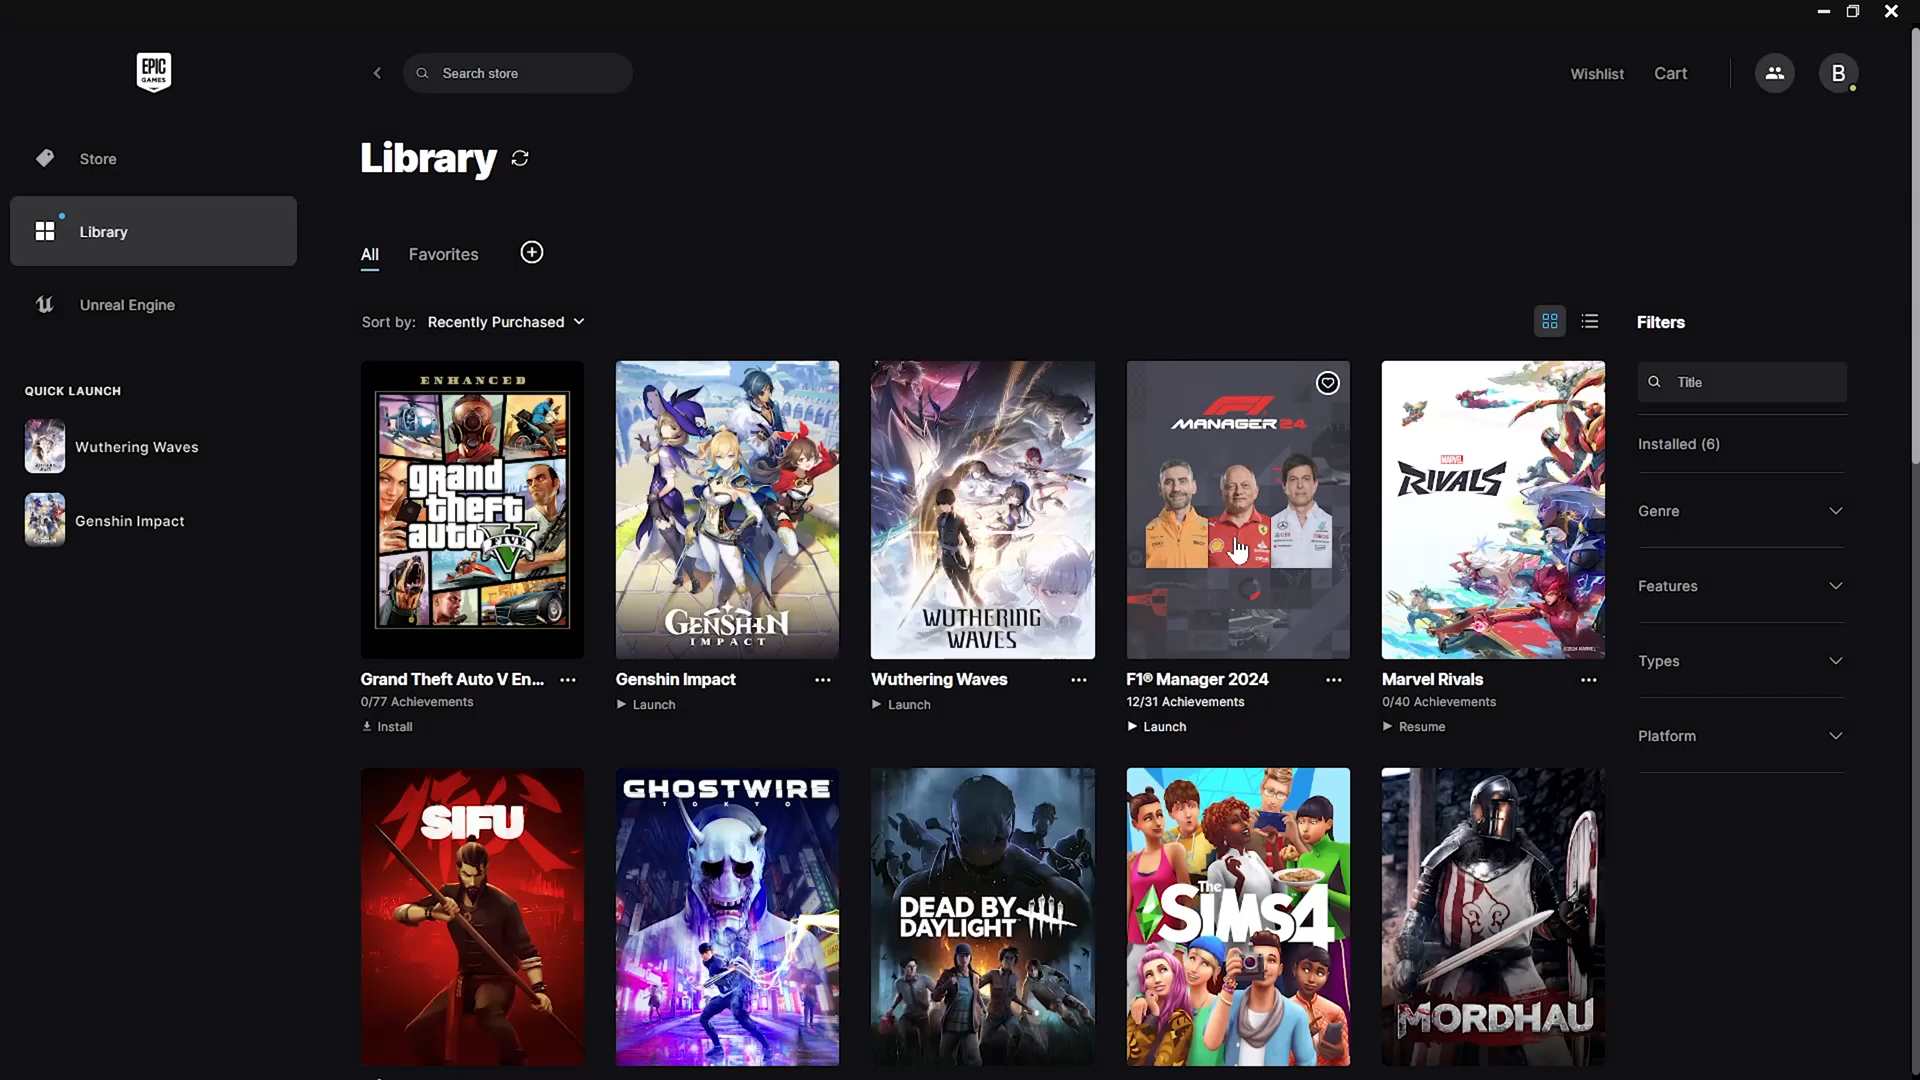 EPIC
GAMES
Search store
Wishlist
Cart
B
Store
Library
Library
Unreal Engine
All
Favorites
Sort by:
Recently Purchased
Filters
QUICK LAUNCH
Wuthering Waves
Genshin Impact
ENHANCED
grand
theft
auto
FIVE
V
GENSHIN
IMPACT
WUTHERING
WAVES
F1
MANAGER 24
MARVEL
RIVALS
Title
Installed (6)
Genre
Features
Types
Platform
Grand Theft Auto V En...
0/77 Achievements
Install
Genshin Impact
Launch
Wuthering Waves
Launch
F1® Manager 2024
12/31 Achievements
Launch
Marvel Rivals
0/40 Achievements
Resume
SIFU
GHOSTWIRE
TOKYO
DEAD BY
DAYLIGHT
The
SIMS4
MORDHAU